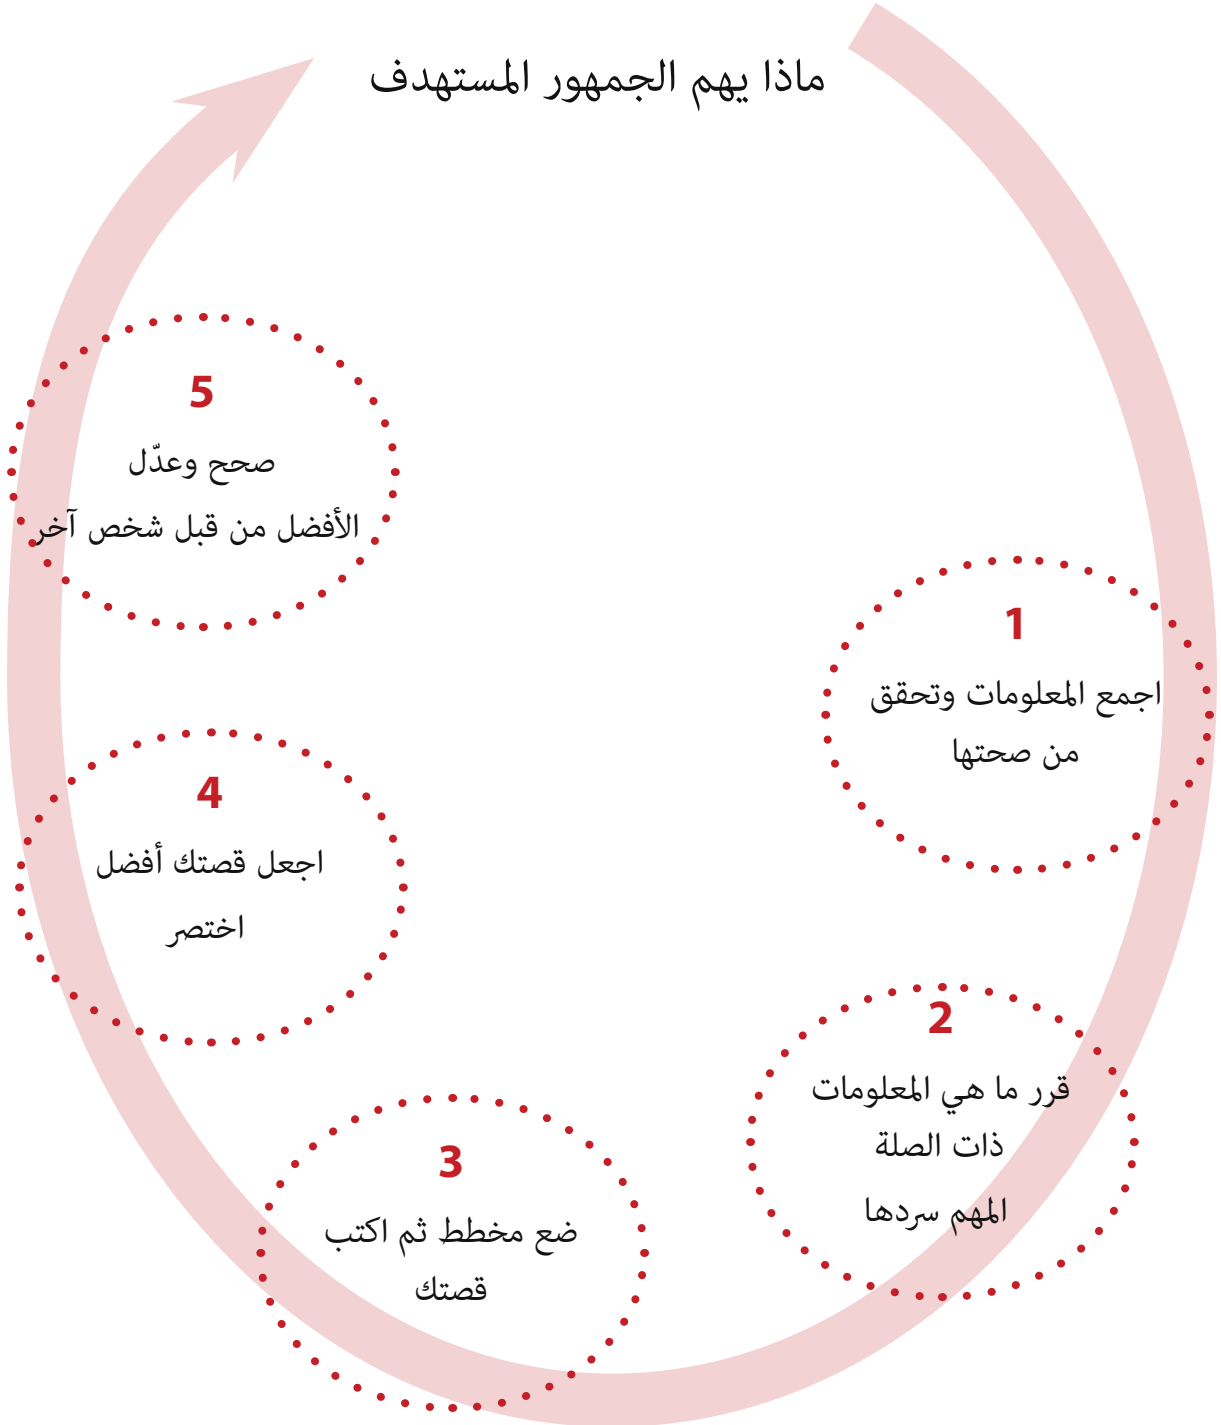 ماذا يهم الجمهور المستهدف
1
اجمع المعلومات وتحقق
من صحتها
2
قرر ما هي المعلومات
ذات الصلة
المهم سردها
3
ضع مخطط ثم اكتب
قصتك
4
اجعل قصتك أفضل
اختصر
5
صحح وعدّل
الأفضل من قبل شخص آخر